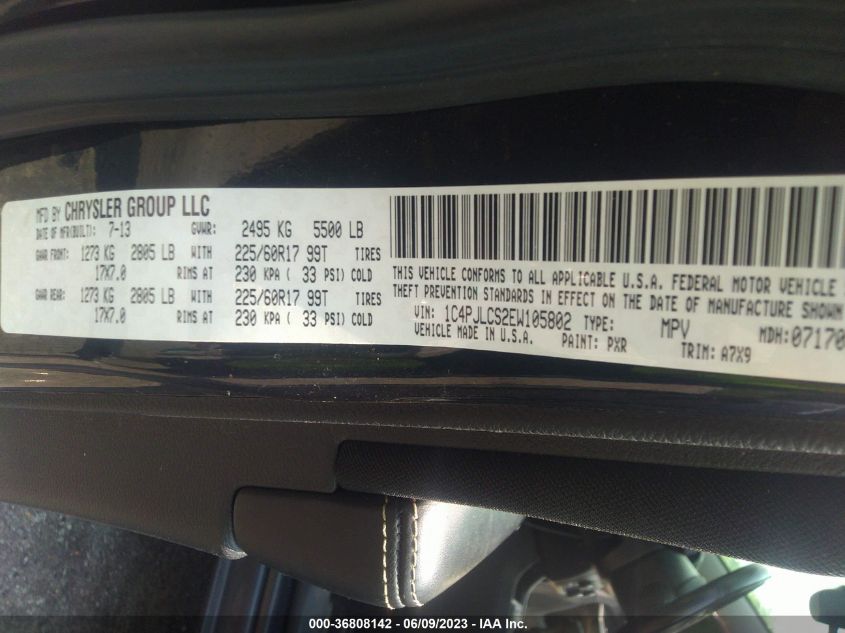 MFD BY CHRYSLER GROUP LLC
DATE OF MFR(BUILT): 7-13 GVWR: 2495 KG 5500 LB
GAWR FRONT: 1273 KG 2805 LB WITH 225/60R17 99T TIRES
17X7.0 RIMS AT 230 KPA ( 33 PSI) COLD
GAWR REAR: 1273 KG 2805 LB WITH 225/60R17 99T TIRES
17X7.0 RIMS AT 230 KPA ( 33 PSI) COLD
THIS VEHICLE CONFORMS TO ALL APPLICABLE U.S.A. FEDERAL MOTOR VEHICLE
THEFT PREVENTION STANDARDS IN EFFECT ON THE DATE OF MANUFACTURE SHOWN
VIN: 1C4PJLCS2EW105802 TYPE: MPV MDH:07170
VEHICLE MADE IN U.S.A. PAINT: PXR TRIM: A7X9
000-36808142 - 06/09/2023 - IAA Inc.